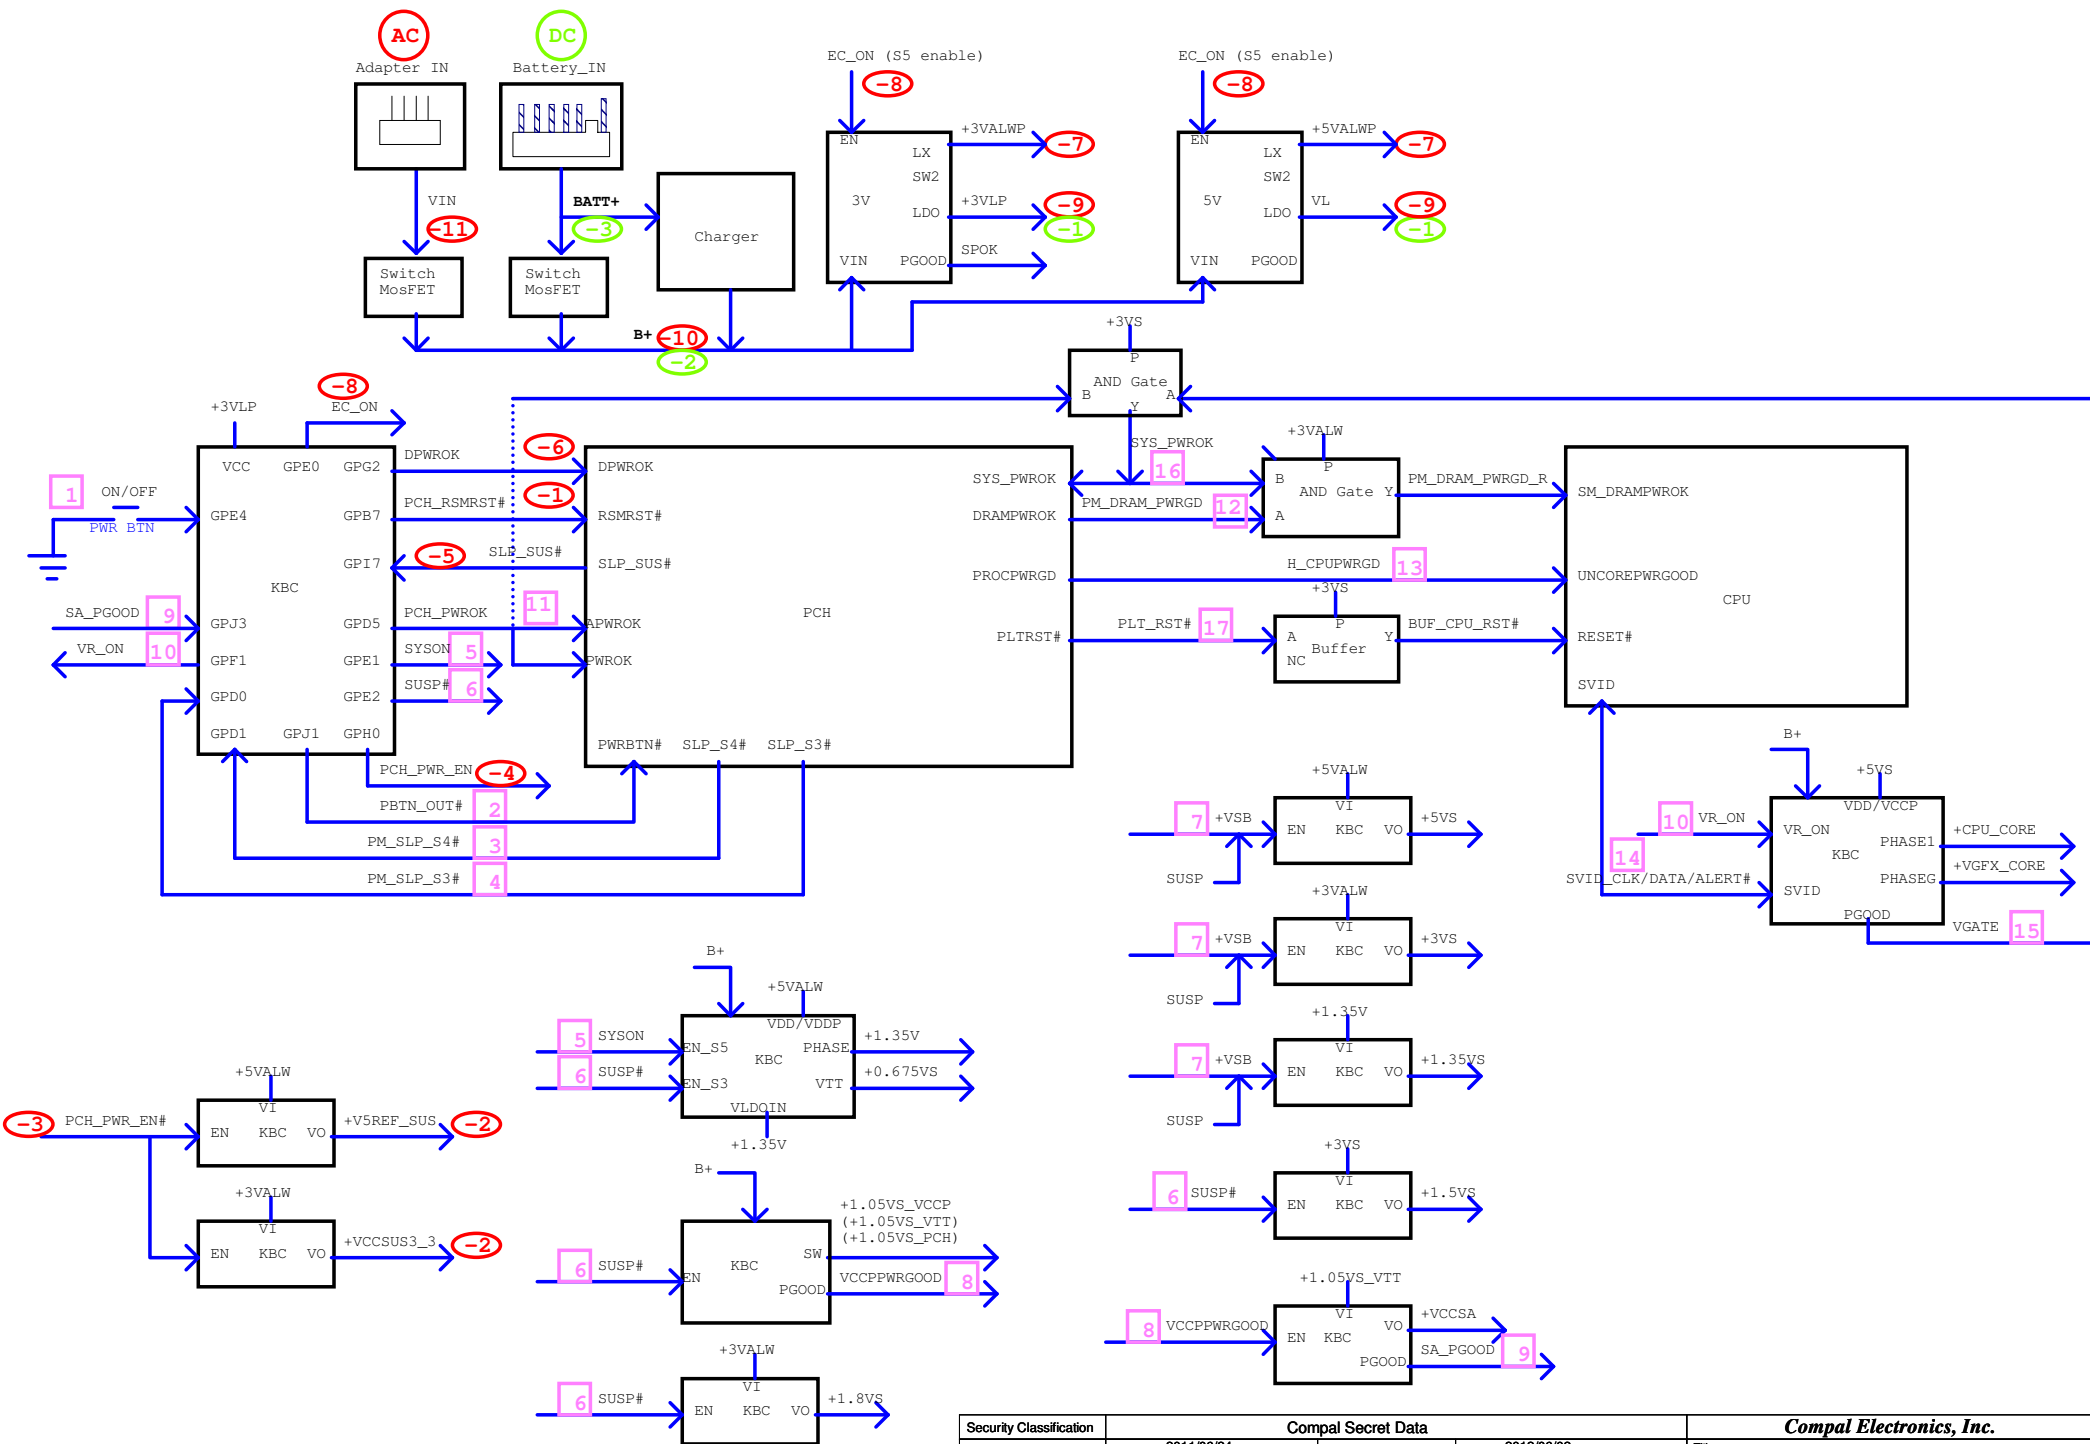 AC
DC
Adapter IN
Battery_IN
EC_ON (S5 enable)
-8
EC_ON (S5 enable)
-8
EN
LX
SW2
3V
LDO
VIN
PGOOD
+3VALWP
-7
+3VLP
-9
-1
SPOK
EN
LX
SW2
5V
LDO
VIN
PGOOD
+5VALWP
-7
VL
-9
-1
VIN
-11
BATT+
-3
Charger
Switch
MosFET
Switch
MosFET
B+
-10
-2
+3VS
P
AND Gate
B
A
Y
-8
+3VLP
EC_ON
VCC
GPE0
GPG2
GPE4
GPB7
GPI7
KBC
GPJ3
GPD5
GPF1
GPE1
GPD0
GPE2
GPD1
GPJ1
GPH0
1
ON/OFF
PWR BTN
SA_PGOOD
9
VR_ON
10
DPWROK
-6
PCH_RSMRST#
-1
-5
SLP_SUS#
PCH_PWROK
11
SYSON
5
SUSP#
6
PCH_PWR_EN
-4
PBTN_OUT#
2
PM_SLP_S4#
3
PM_SLP_S3#
4
DPWROK
RSMRST#
SLP_SUS#
APWROK
PWROK
PCH
PWRBTN#
SLP_S4#
SLP_S3#
SYS_PWROK
DRAMPWROK
PROCPWRGD
PLTRST#
SYS_PWROK
16
PM_DRAM_PWRGD
12
+3VALW
P
B
AND Gate
Y
A
PM_DRAM_PWRGD_R
H_CPUPWRGD
13
+3VS
PLT_RST#
17
A
P
Y
Buffer
NC
BUF_CPU_RST#
SM_DRAMPWROK
UNCOREPWRGOOD
CPU
RESET#
SVID
B+
+5VS
VDD/VCCP
10
VR_ON
VR_ON
PHASE1
KBC
PHASEG
SVID
PGOOD
14
SVID_CLK/DATA/ALERT#
+CPU_CORE
+VGFX_CORE
VGATE
15
+5VALW
VI
7
+VSB
EN
KBC
VO
+5VS
SUSP
+3VALW
VI
7
+VSB
EN
KBC
VO
+3VS
SUSP
+1.35V
VI
7
+VSB
EN
KBC
VO
+1.35VS
SUSP
+3VS
VI
6
SUSP#
EN
KBC
VO
+1.5VS
+1.05VS_VTT
VI
8
VCCPPWRGOOD
EN
KBC
VO
PGOOD
+VCCSA
SA_PGOOD
9
B+
+5VALW
VDD/VDDP
5
SYSON
EN_S5
KBC
PHASE
+1.35V
6
SUSP#
EN_S3
VTT
+0.675VS
VLDOIN
+1.35V
B+
+1.05VS_VCCP
(+1.05VS_VTT)
(+1.05VS_PCH)
SW
KBC
6
SUSP#
EN
PGOOD
VCCPPWRGOOD
8
+3VALW
VI
6
SUSP#
EN
KBC
VO
+1.8VS
+5VALW
VI
-3
PCH_PWR_EN#
EN
KBC
VO
+V5REF_SUS
-2
+3VALW
VI
EN
KBC
VO
+VCCSUS3_3
-2
Security Classification
Compal Secret Data
Compal Electronics, Inc.